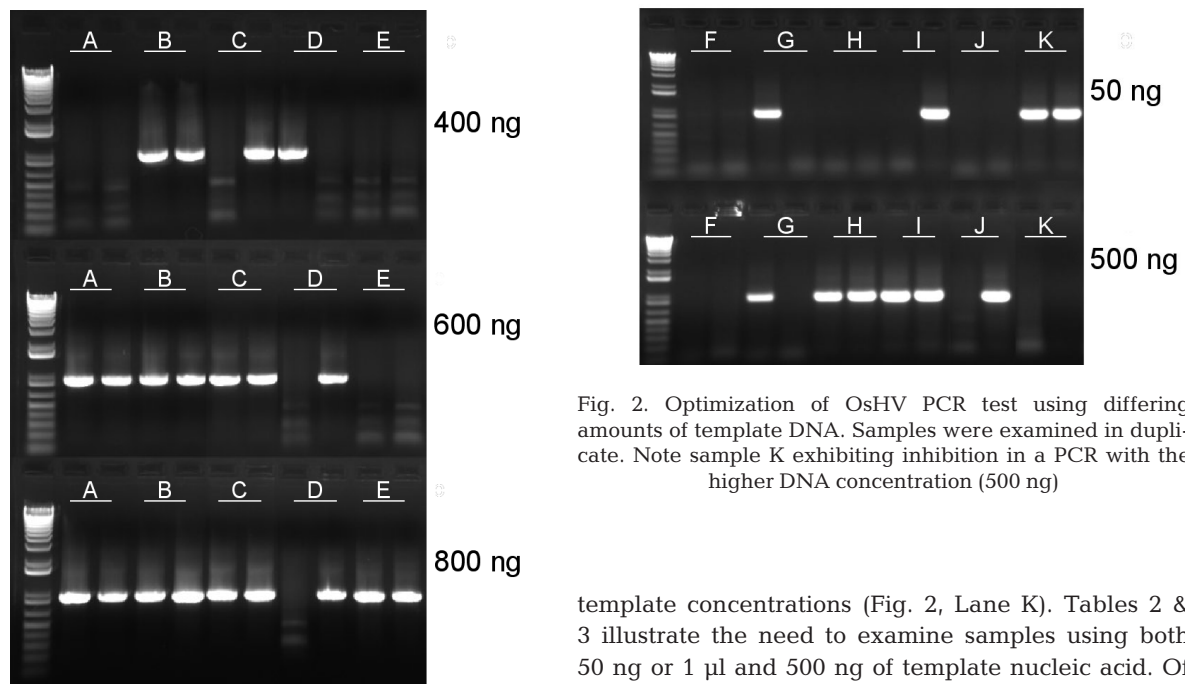 A B C D E
400 ng
A B C D E
600 ng
A B C D E
800 ng
F G H I J K
50 ng
F G H I J K
500 ng
Fig. 2. Optimization of OsHV PCR test using differing
amounts of template DNA. Samples were examined in dupli-
cate. Note sample K exhibiting inhibition in a PCR with the
higher DNA concentration (500 ng)
template concentrations (Fig. 2, Lane K). Tables 2 &
3 illustrate the need to examine samples using both
50 ng or 1 µl and 500 ng of template nucleic acid. Of